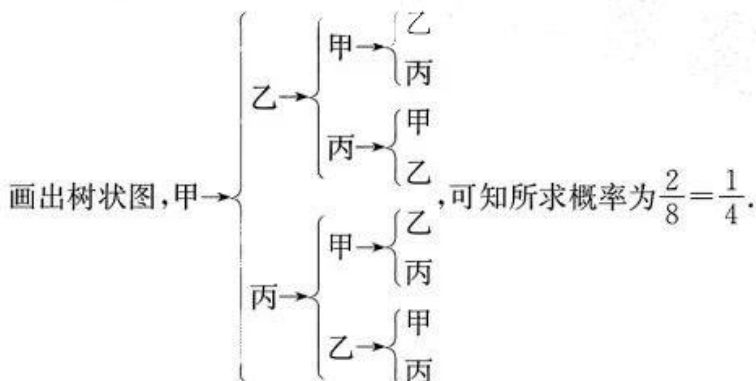 画出树状图,甲→{乙→{甲→{乙
丙
丙→{甲
乙
丙→{甲→{乙
丙
乙→{甲
丙
,可知所求概率为2/8=1/4.